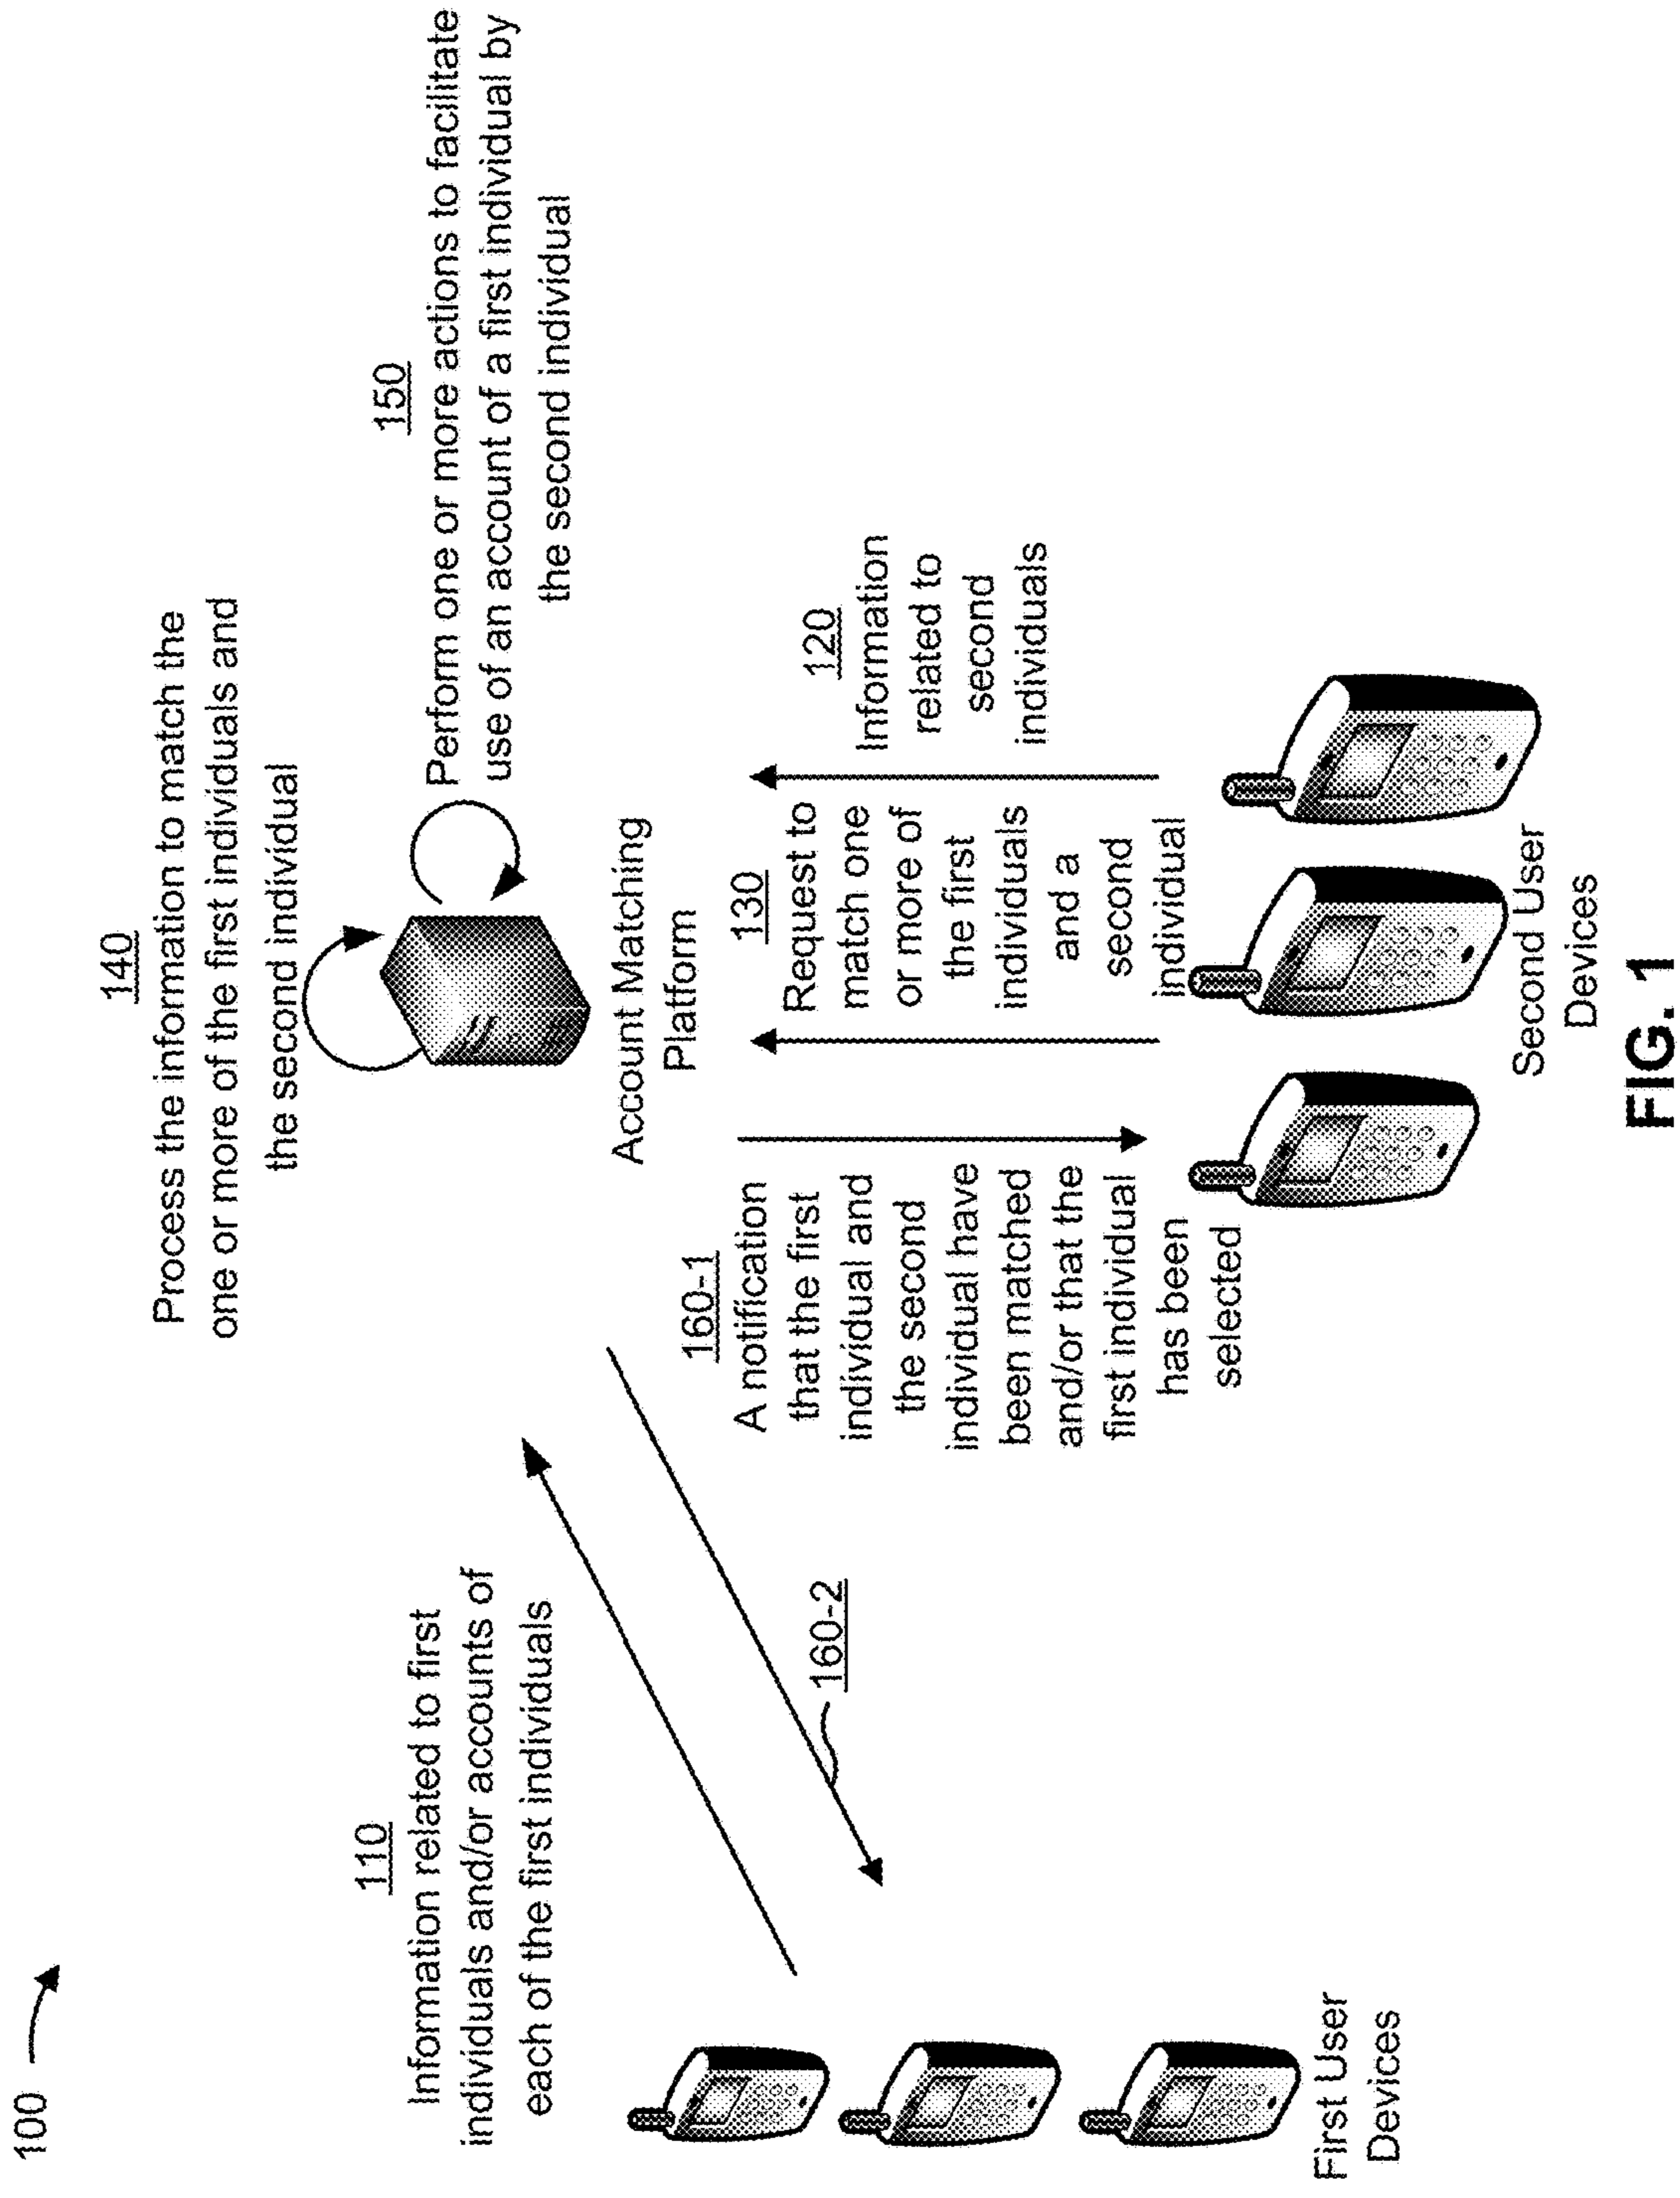 100
140
Process the information to match the
one or more of the first individuals and
the second individual
150
Perform one or more actions to facilitate
use of an account of a first individual by
the second individual
110
Information related to first
individuals and/or accounts of
each of the first individuals
Account Matching
Platform
160-2
160-1
A notification
that the first
individual and
the second
individual have
been matched
and/or that the
first individual
has been
selected
130
Request to
match one
or more of
the first
individuals
and a
second
individual
120
Information
related to
second
individuals
First User
Devices
Second User
Devices
FIG. 1